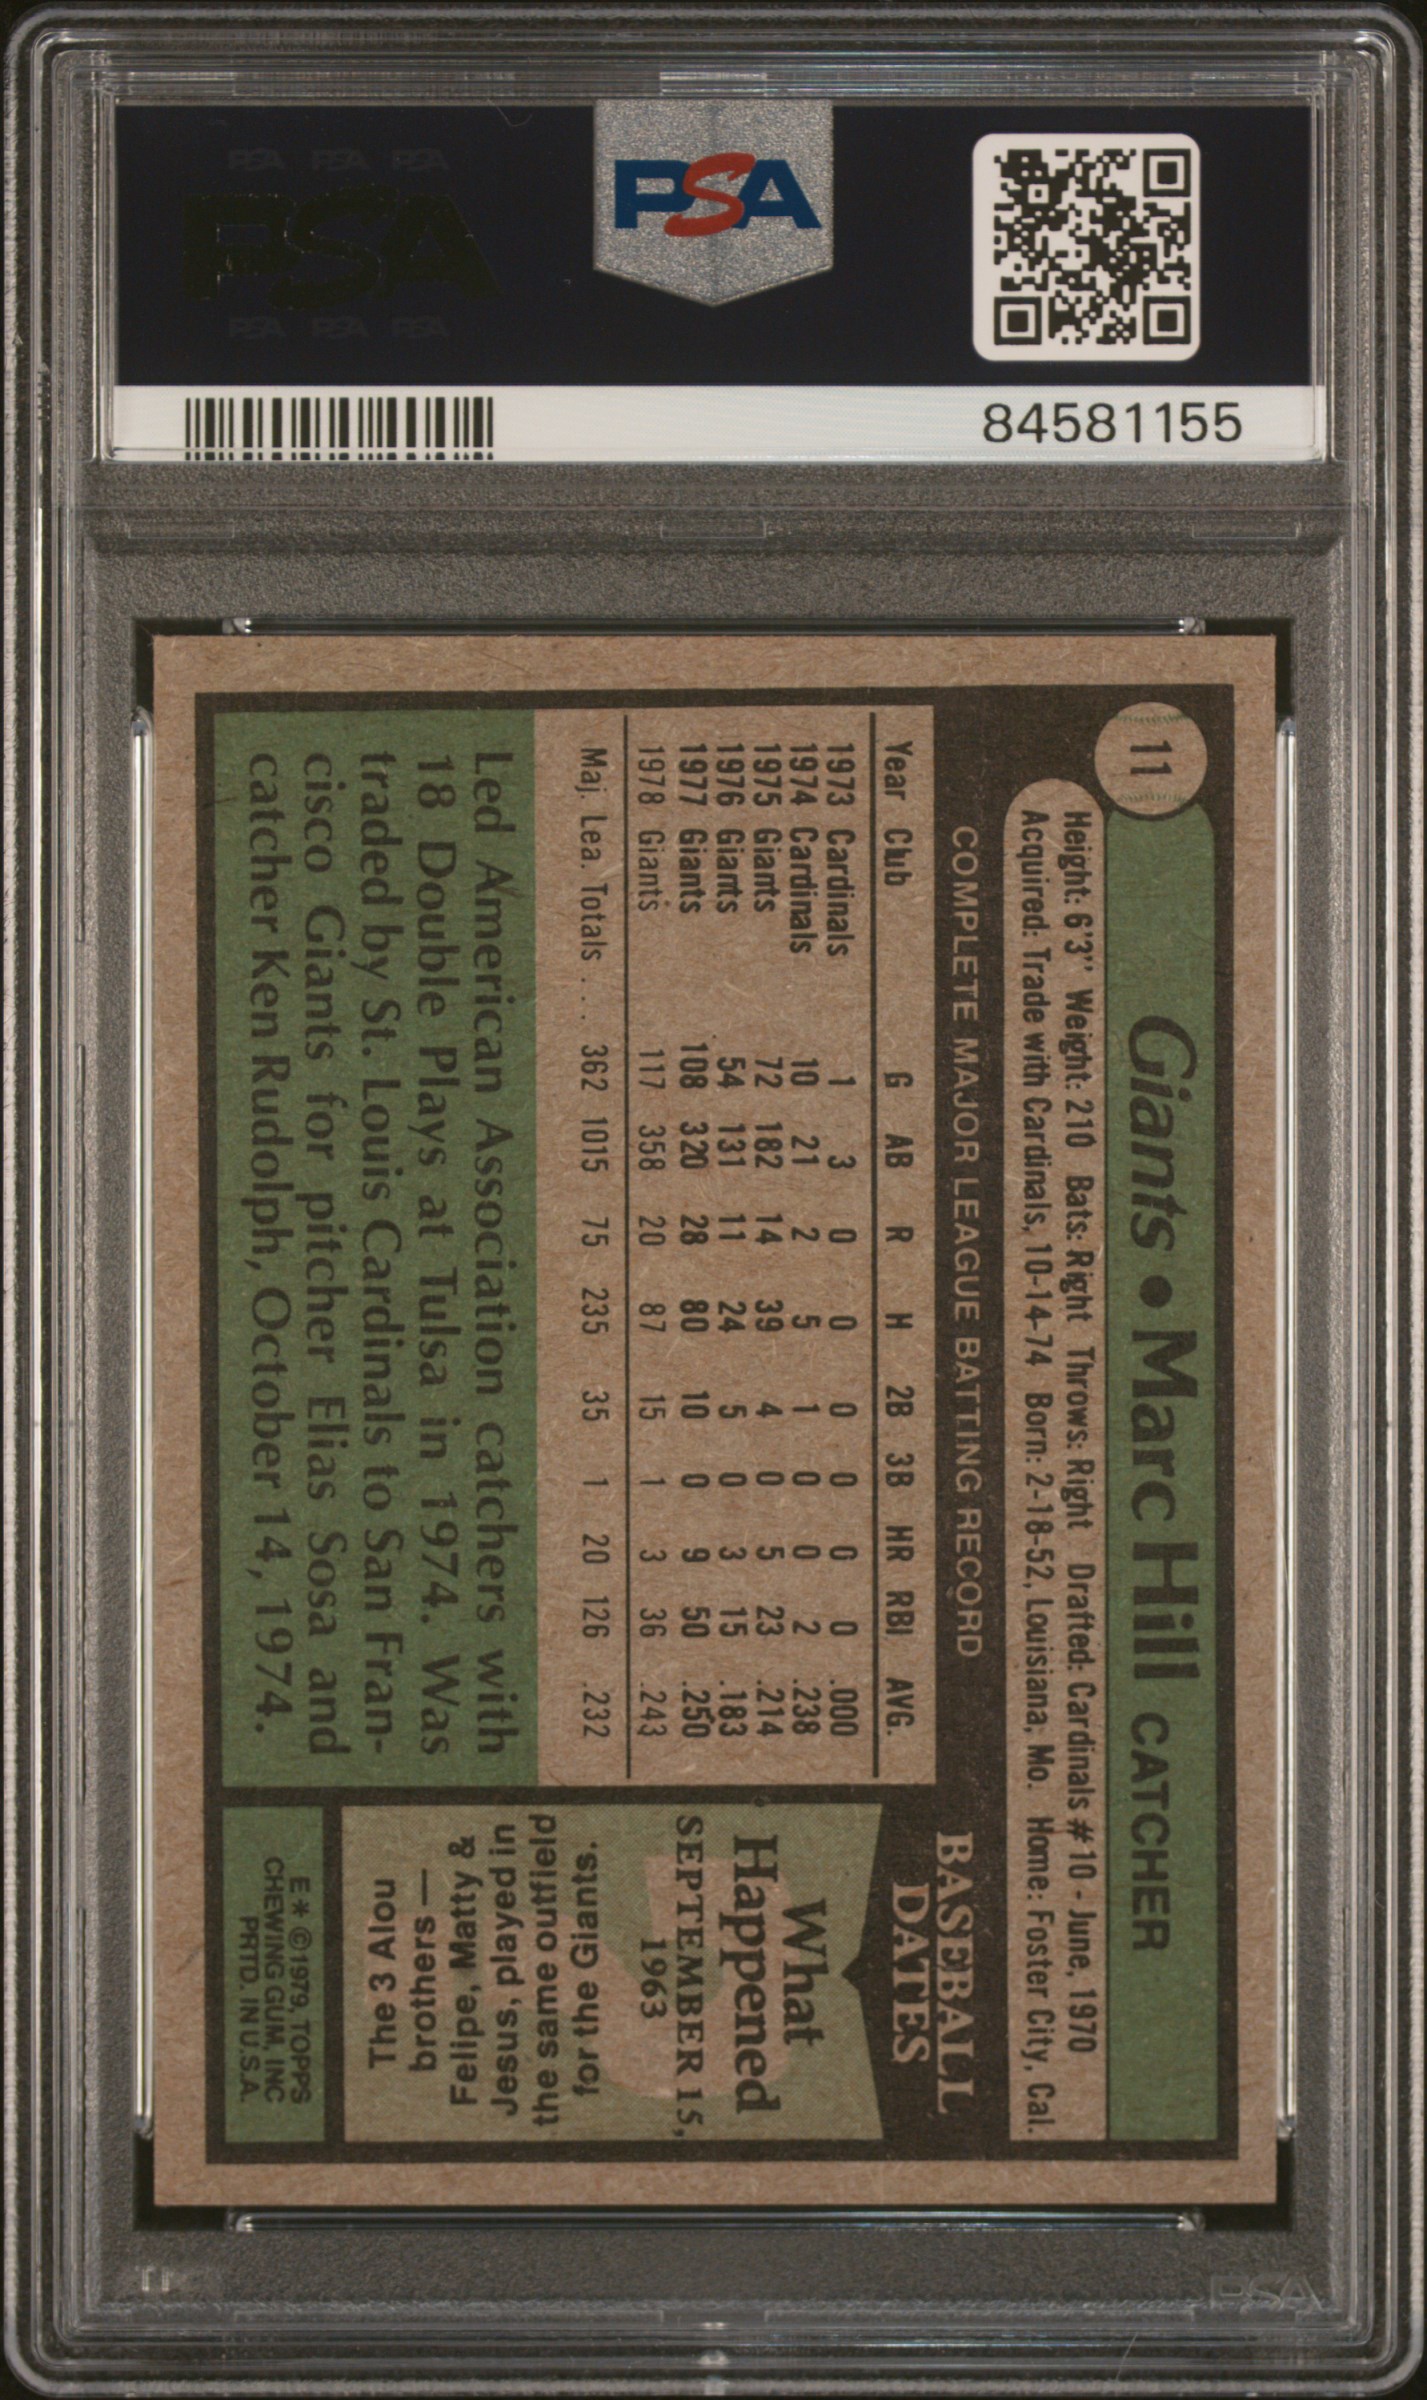 PSA PSA PSA
PSA
PSA PSA PSA
PSA
84581155
11
Giants • Marc Hill CATCHER
Height: 6'3" Weight: 210 Bats: Right Throws: Right Drafted: Cardinals #10 - June, 1970
Acquired: Trade with Cardinals, 10-14-74 Born: 2-18-52, Louisiana, Mo. Home: Foster City, Cal.
COMPLETE MAJOR LEAGUE BATTING RECORD
Year Club G AB R H 2B 3B HR RBI AVG.
1973 Cardinals 1 3 0 0 0 0 0 0 .000
1974 Cardinals 10 21 2 5 1 0 0 2 .238
1975 Giants 72 182 14 39 4 0 5 23 .214
1976 Giants 54 131 11 24 5 0 3 15 .183
1977 Giants 108 320 28 80 10 0 9 50 .250
1978 Giants 117 358 20 87 15 1 3 36 .243
Maj. Lea. Totals . . . 362 1015 75 235 35 1 20 126 .232
Led American Association catchers with
18 Double Plays at Tulsa in 1974. Was
traded by St. Louis Cardinals to San Fran-
cisco Giants for pitcher Elias Sosa and
catcher Ken Rudolph, October 14, 1974.
BASEBALL
DATES
What
Happened
SEPTEMBER 15,
1963
for the Giants.
the same outfield
Jesus, played in
Felipe, Matty &
brothers—
The 3 Alou
E * ©1979, TOPPS
CHEWING GUM, INC
PRTD. IN U.S.A.
PSA